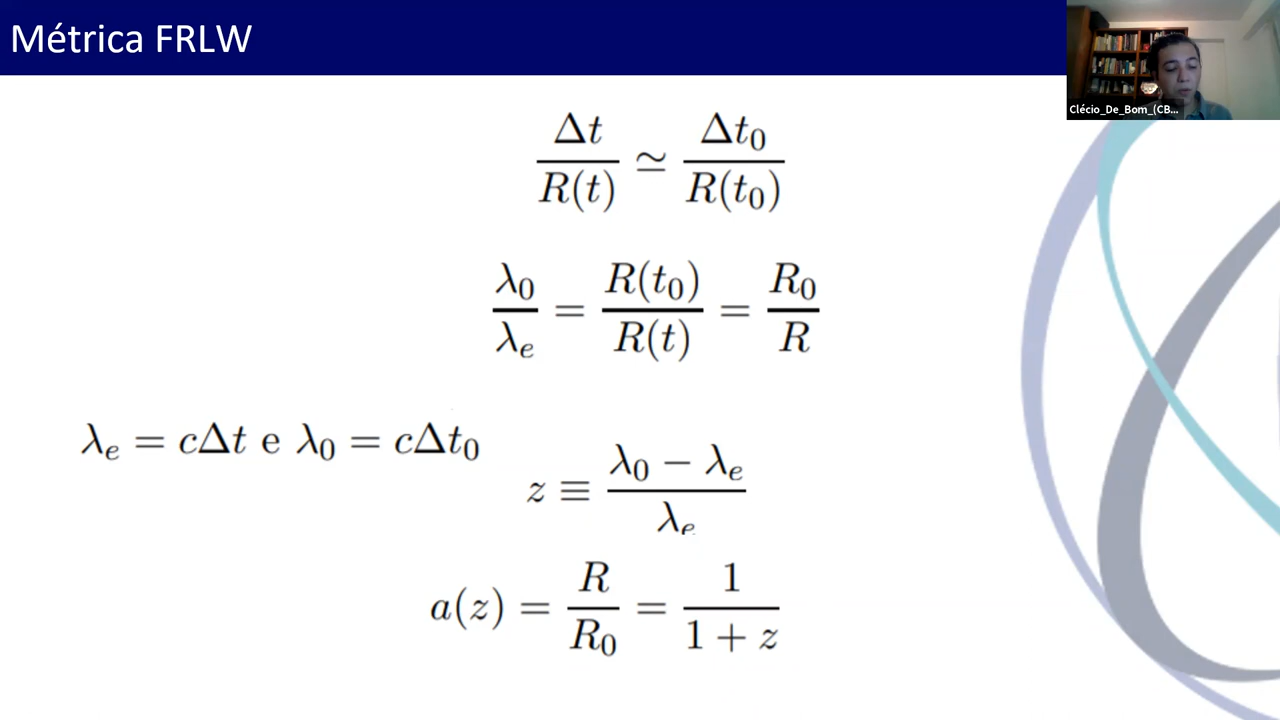 Métrica FRLW
Clécio_De_Bom_(CB...
Δt / R(t) ≃ Δt₀ / R(t₀)
λ₀ / λₑ = R(t₀) / R(t) = R₀ / R
λₑ = cΔt e λ₀ = cΔt₀
z ≡ (λ₀ − λₑ) / λₑ
a(z) = R / R₀ = 1 / (1 + z)